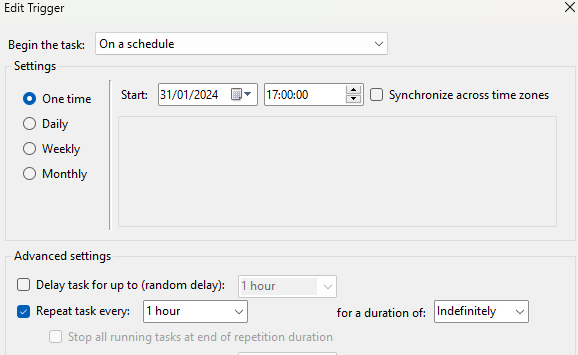 Edit Trigger
Begin the task: On a schedule
Settings
One time
Start: 31/01/2024 17:00:00 Synchronize across time zones
Daily
Weekly
Monthly
Advanced settings
Delay task for up to (random delay): 1 hour
Repeat task every: 1 hour for a duration of: Indefinitely
Stop all running tasks at end of repetition duration